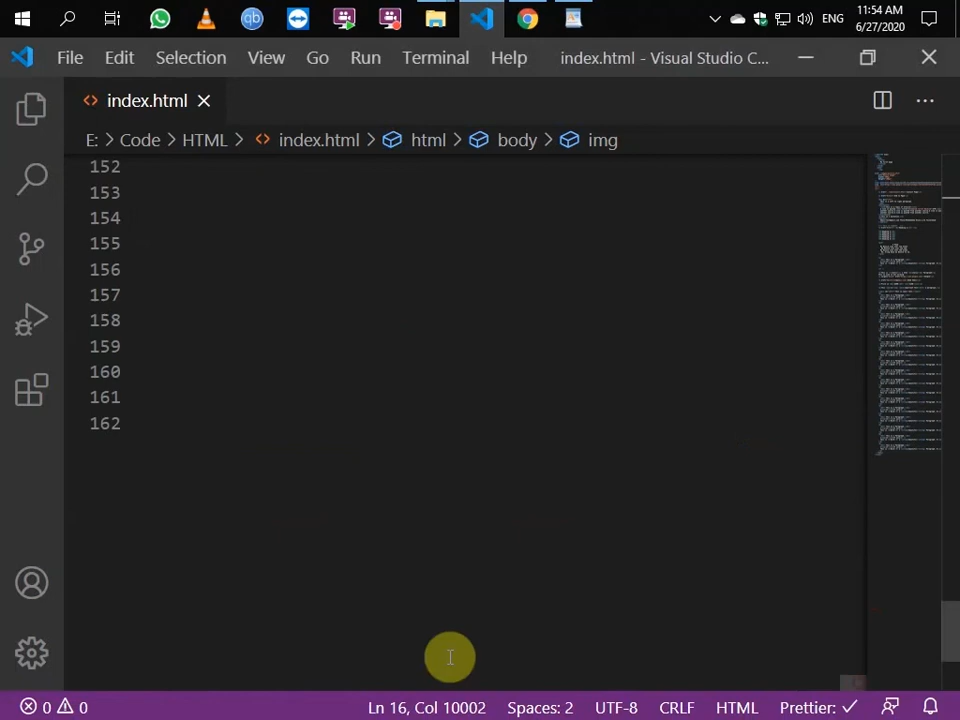 ENG
11:54 AM
6/27/2020
File Edit Selection View Go Run Terminal Help index.html - Visual Studio C...
index.html
E: > Code > HTML > index.html > html > body > img
152
153
154
155
156
157
158
159
160
161
162
0 0 Ln 16, Col 10002 Spaces: 2 UTF-8 CRLF HTML Prettier: ✓